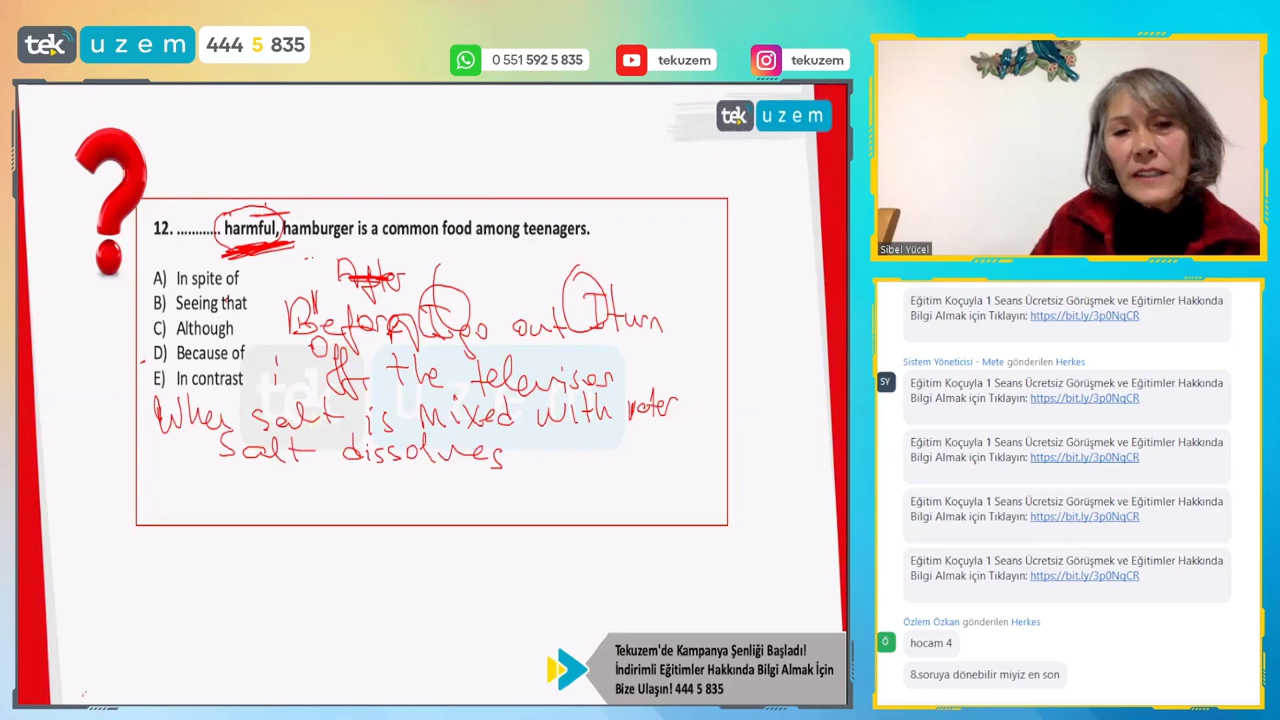 tek uzem 444 5 835
0 551 592 5 835
tekuzem
tekuzem
tek uzem
12. ........... harmful, hamburger is a common food among teenagers.
A) In spite of
B) Seeing that
C) Although
D) Because of
E) In contrast
After
Before I go out I turn
off the television
When salt is mixed with water
salt dissolves
tek uzem
Tekuzem'de Kampanya Şenliği Başladı!
İndirimli Eğitimler Hakkında Bilgi Almak İçin
Bize Ulaşın! 444 5 835
Sibel Yücel
Eğitim Koçuyla 1 Seans Ücretsiz Görüşmek ve Eğitimler Hakkında
Bilgi Almak için Tıklayın: https://bit.ly/3p0NqCR
Sistem Yöneticisi - Mete gönderilen Herkes
SY
Eğitim Koçuyla 1 Seans Ücretsiz Görüşmek ve Eğitimler Hakkında
Bilgi Almak için Tıklayın: https://bit.ly/3p0NqCR
Eğitim Koçuyla 1 Seans Ücretsiz Görüşmek ve Eğitimler Hakkında
Bilgi Almak için Tıklayın: https://bit.ly/3p0NqCR
Eğitim Koçuyla 1 Seans Ücretsiz Görüşmek ve Eğitimler Hakkında
Bilgi Almak için Tıklayın: https://bit.ly/3p0NqCR
Eğitim Koçuyla 1 Seans Ücretsiz Görüşmek ve Eğitimler Hakkında
Bilgi Almak için Tıklayın: https://bit.ly/3p0NqCR
Özlem Özkan gönderilen Herkes
Ö
hocam 4
8.soruya dönebilir miyiz en son